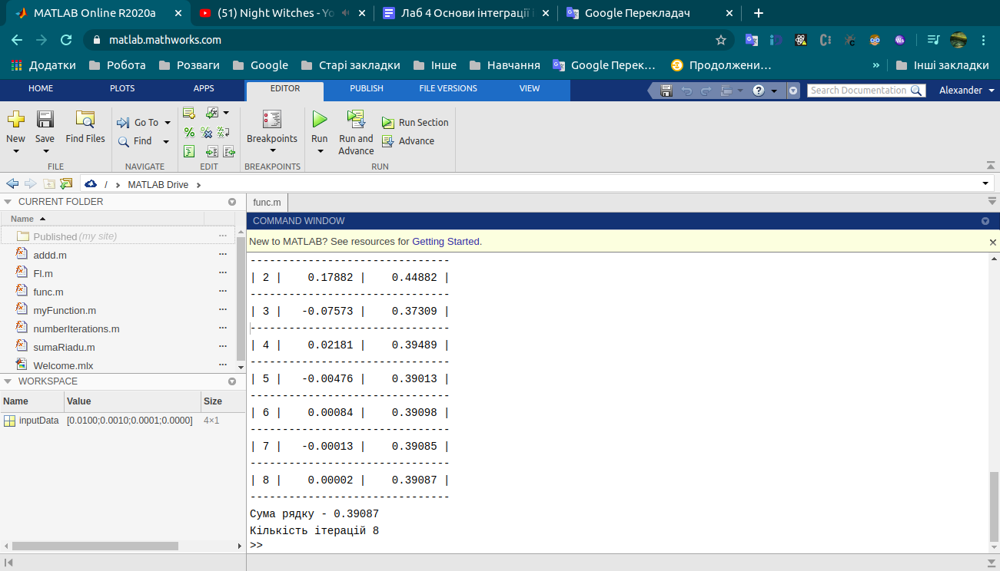 MATLAB Online R2020a
(51) Night Witches - Yo
Лаб 4 Основи інтеграції
Google Перекладач
matlab.mathworks.com
Додатки Робота Розваги Google Старі закладки Інше Навчання Google Перек… Продолжени… » Інші закладки
HOME PLOTS APPS EDITOR PUBLISH FILE VERSIONS VIEW Search Documentation Alexander
New Save Find Files Go To Find Breakpoints Run Run and Advance Run Section Advance
FILE NAVIGATE EDIT BREAKPOINTS RUN
/ MATLAB Drive
CURRENT FOLDER
Name
Published (my site)
addd.m
Fl.m
func.m
myFunction.m
numberIterations.m
sumaRiadu.m
Welcome.mlx
WORKSPACE
Name Value Size
inputData [0.0100;0.0010;0.0001;0.0000] 4×1
func.m
COMMAND WINDOW
New to MATLAB? See resources for Getting Started.
-------------------------------
| 2 | 0.17882 | 0.44882 |
-------------------------------
| 3 | -0.07573 | 0.37309 |
-------------------------------
| 4 | 0.02181 | 0.39489 |
-------------------------------
| 5 | -0.00476 | 0.39013 |
-------------------------------
| 6 | 0.00084 | 0.39098 |
-------------------------------
| 7 | -0.00013 | 0.39085 |
-------------------------------
| 8 | 0.00002 | 0.39087 |
-------------------------------
Сума рядку - 0.39087
Кількість ітерацій 8
>>